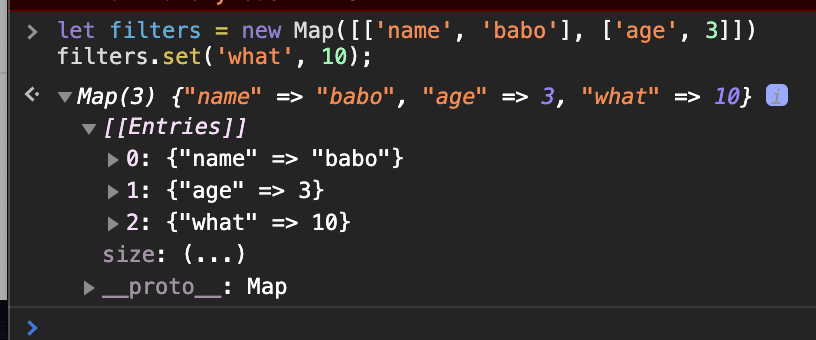 let filters = new Map([['name', 'babo'], ['age', 3]])
filters.set('what', 10);
Map(3) {"name" => "babo", "age" => 3, "what" => 10} i
[[Entries]]
0: {"name" => "babo"}
1: {"age" => 3}
2: {"what" => 10}
size: (...)
__proto__: Map